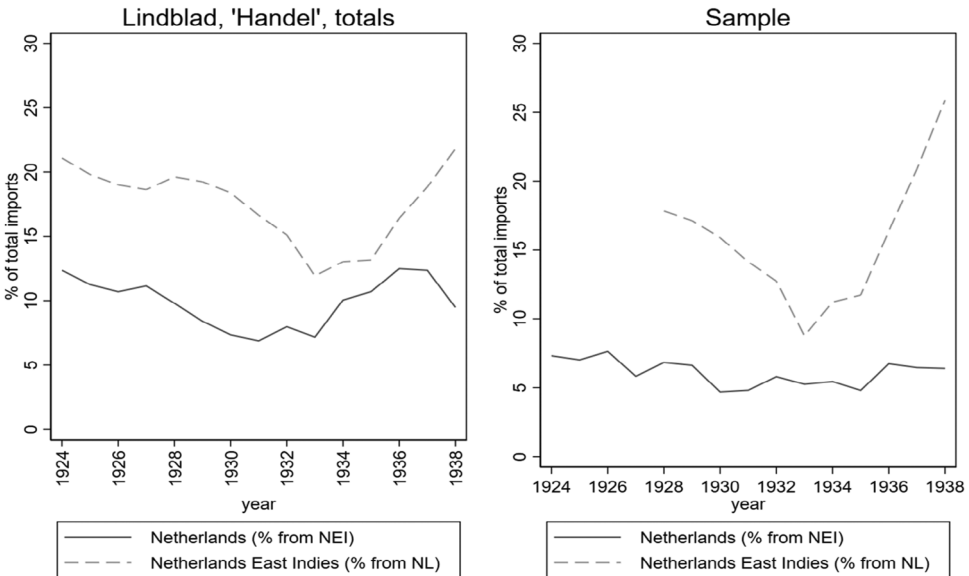 Lindblad, 'Handel', totals
% of total imports
30
25
20
15
10
5
0
1924 1926 1928 1930 1932 1934 1936 1938
year
Netherlands (% from NEI)
Netherlands East Indies (% from NL)
Sample
% of total imports
30
25
20
15
10
5
0
1924 1926 1928 1930 1932 1934 1936 1938
year
Netherlands (% from NEI)
Netherlands East Indies (% from NL)